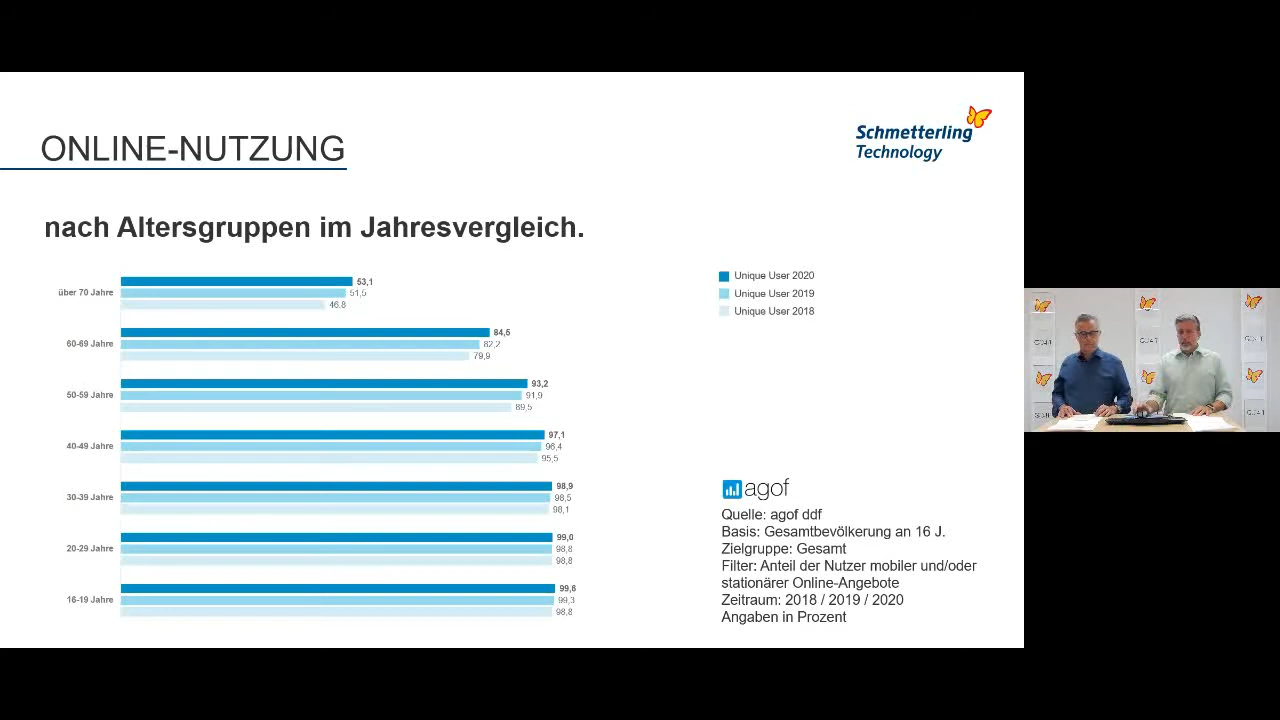 ONLINE-NUTZUNG
Schmetterling
Technology
nach Altersgruppen im Jahresvergleich.
über 70 Jahre
53,1
51,5
46,8
60-69 Jahre
84,5
82,2
79,9
50-59 Jahre
93,2
91,9
89,5
40-49 Jahre
97,1
96,4
95,5
30-39 Jahre
98,9
98,5
98,1
20-29 Jahre
99,0
98,8
98,8
16-19 Jahre
99,6
99,3
98,8
Unique User 2020
Unique User 2019
Unique User 2018
agof
Quelle: agof ddf
Basis: Gesamtbevölkerung an 16 J.
Zielgruppe: Gesamt
Filter: Anteil der Nutzer mobiler und/oder
stationärer Online-Angebote
Zeitraum: 2018 / 2019 / 2020
Angaben in Prozent